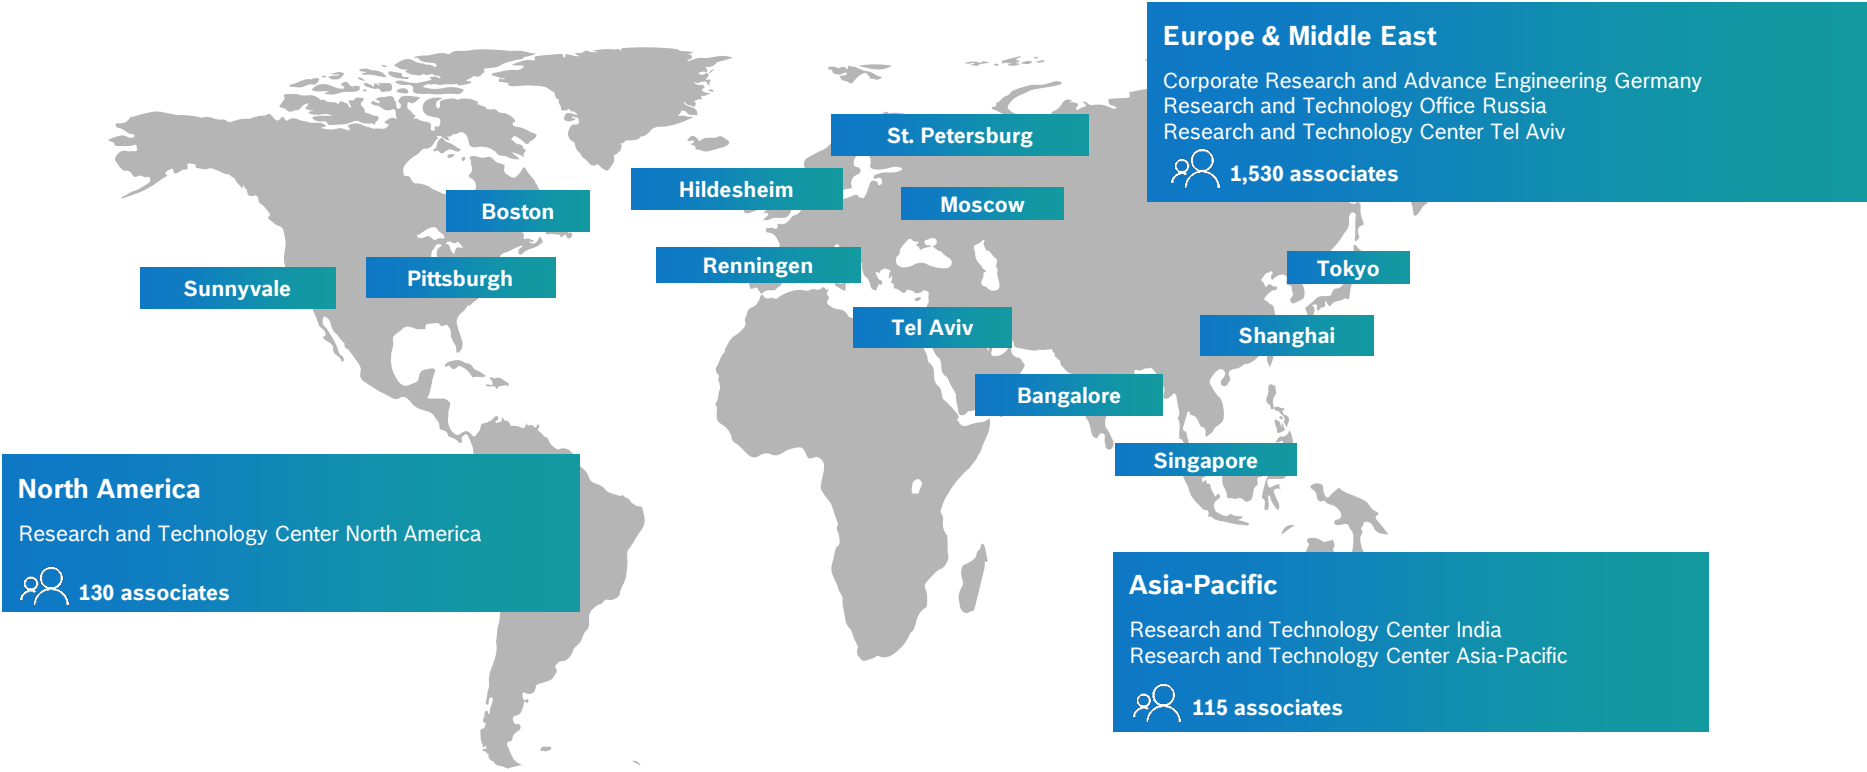 Europe & Middle East
Corporate Research and Advance Engineering Germany
Research and Technology Office Russia
Research and Technology Center Tel Aviv
1,530 associates
St. Petersburg
Hildesheim
Moscow
Boston
Renningen
Tokyo
Pittsburgh
Sunnyvale
Tel Aviv
Shanghai
Bangalore
Singapore
North America
Research and Technology Center North America
130 associates
Asia-Pacific
Research and Technology Center India
Research and Technology Center Asia-Pacific
115 associates